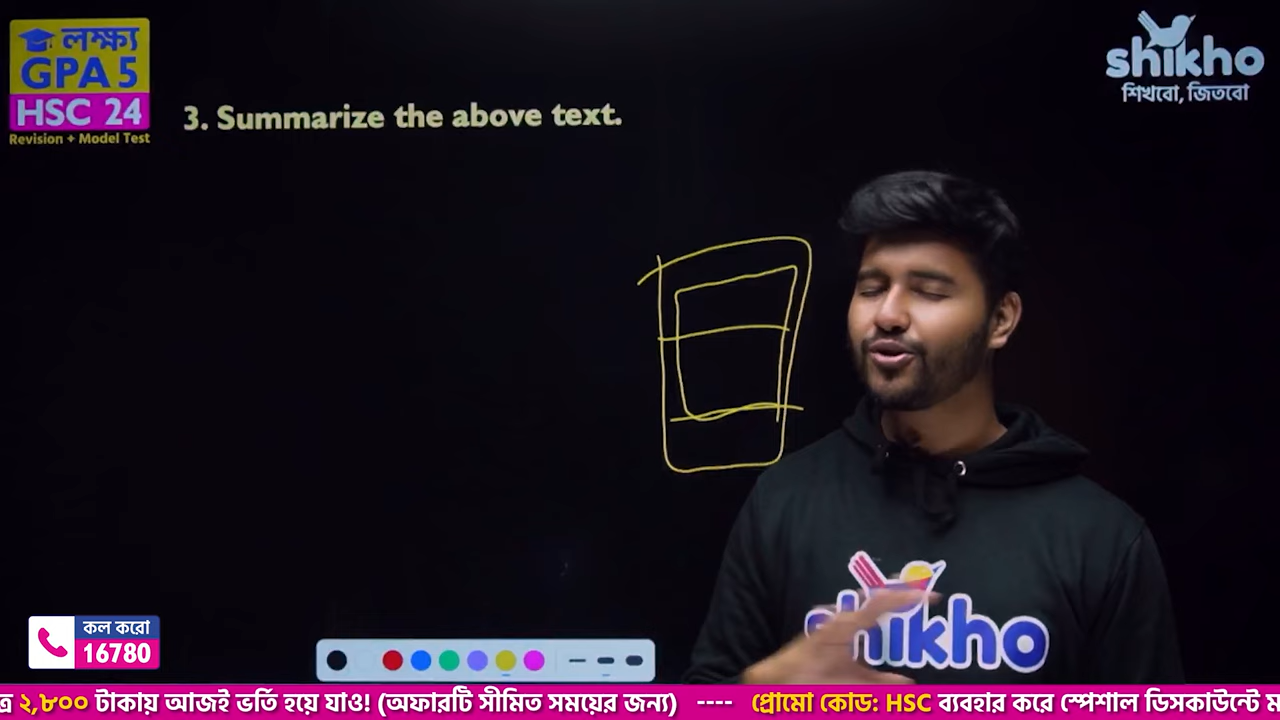 লক্ষ্য
GPA 5
HSC 24
Revision + Model Test
shikho
শিখবো, জিতবো
3. Summarize the above text.
shikho
কল করো
16780
২,৮০০ টাকায় আজই ভর্তি হয়ে যাও! (অফারটি সীমিত সময়ের জন্য) ---- প্রোমো কোড: HSC ব্যবহার করে স্পেশাল ডিসকাউন্টে